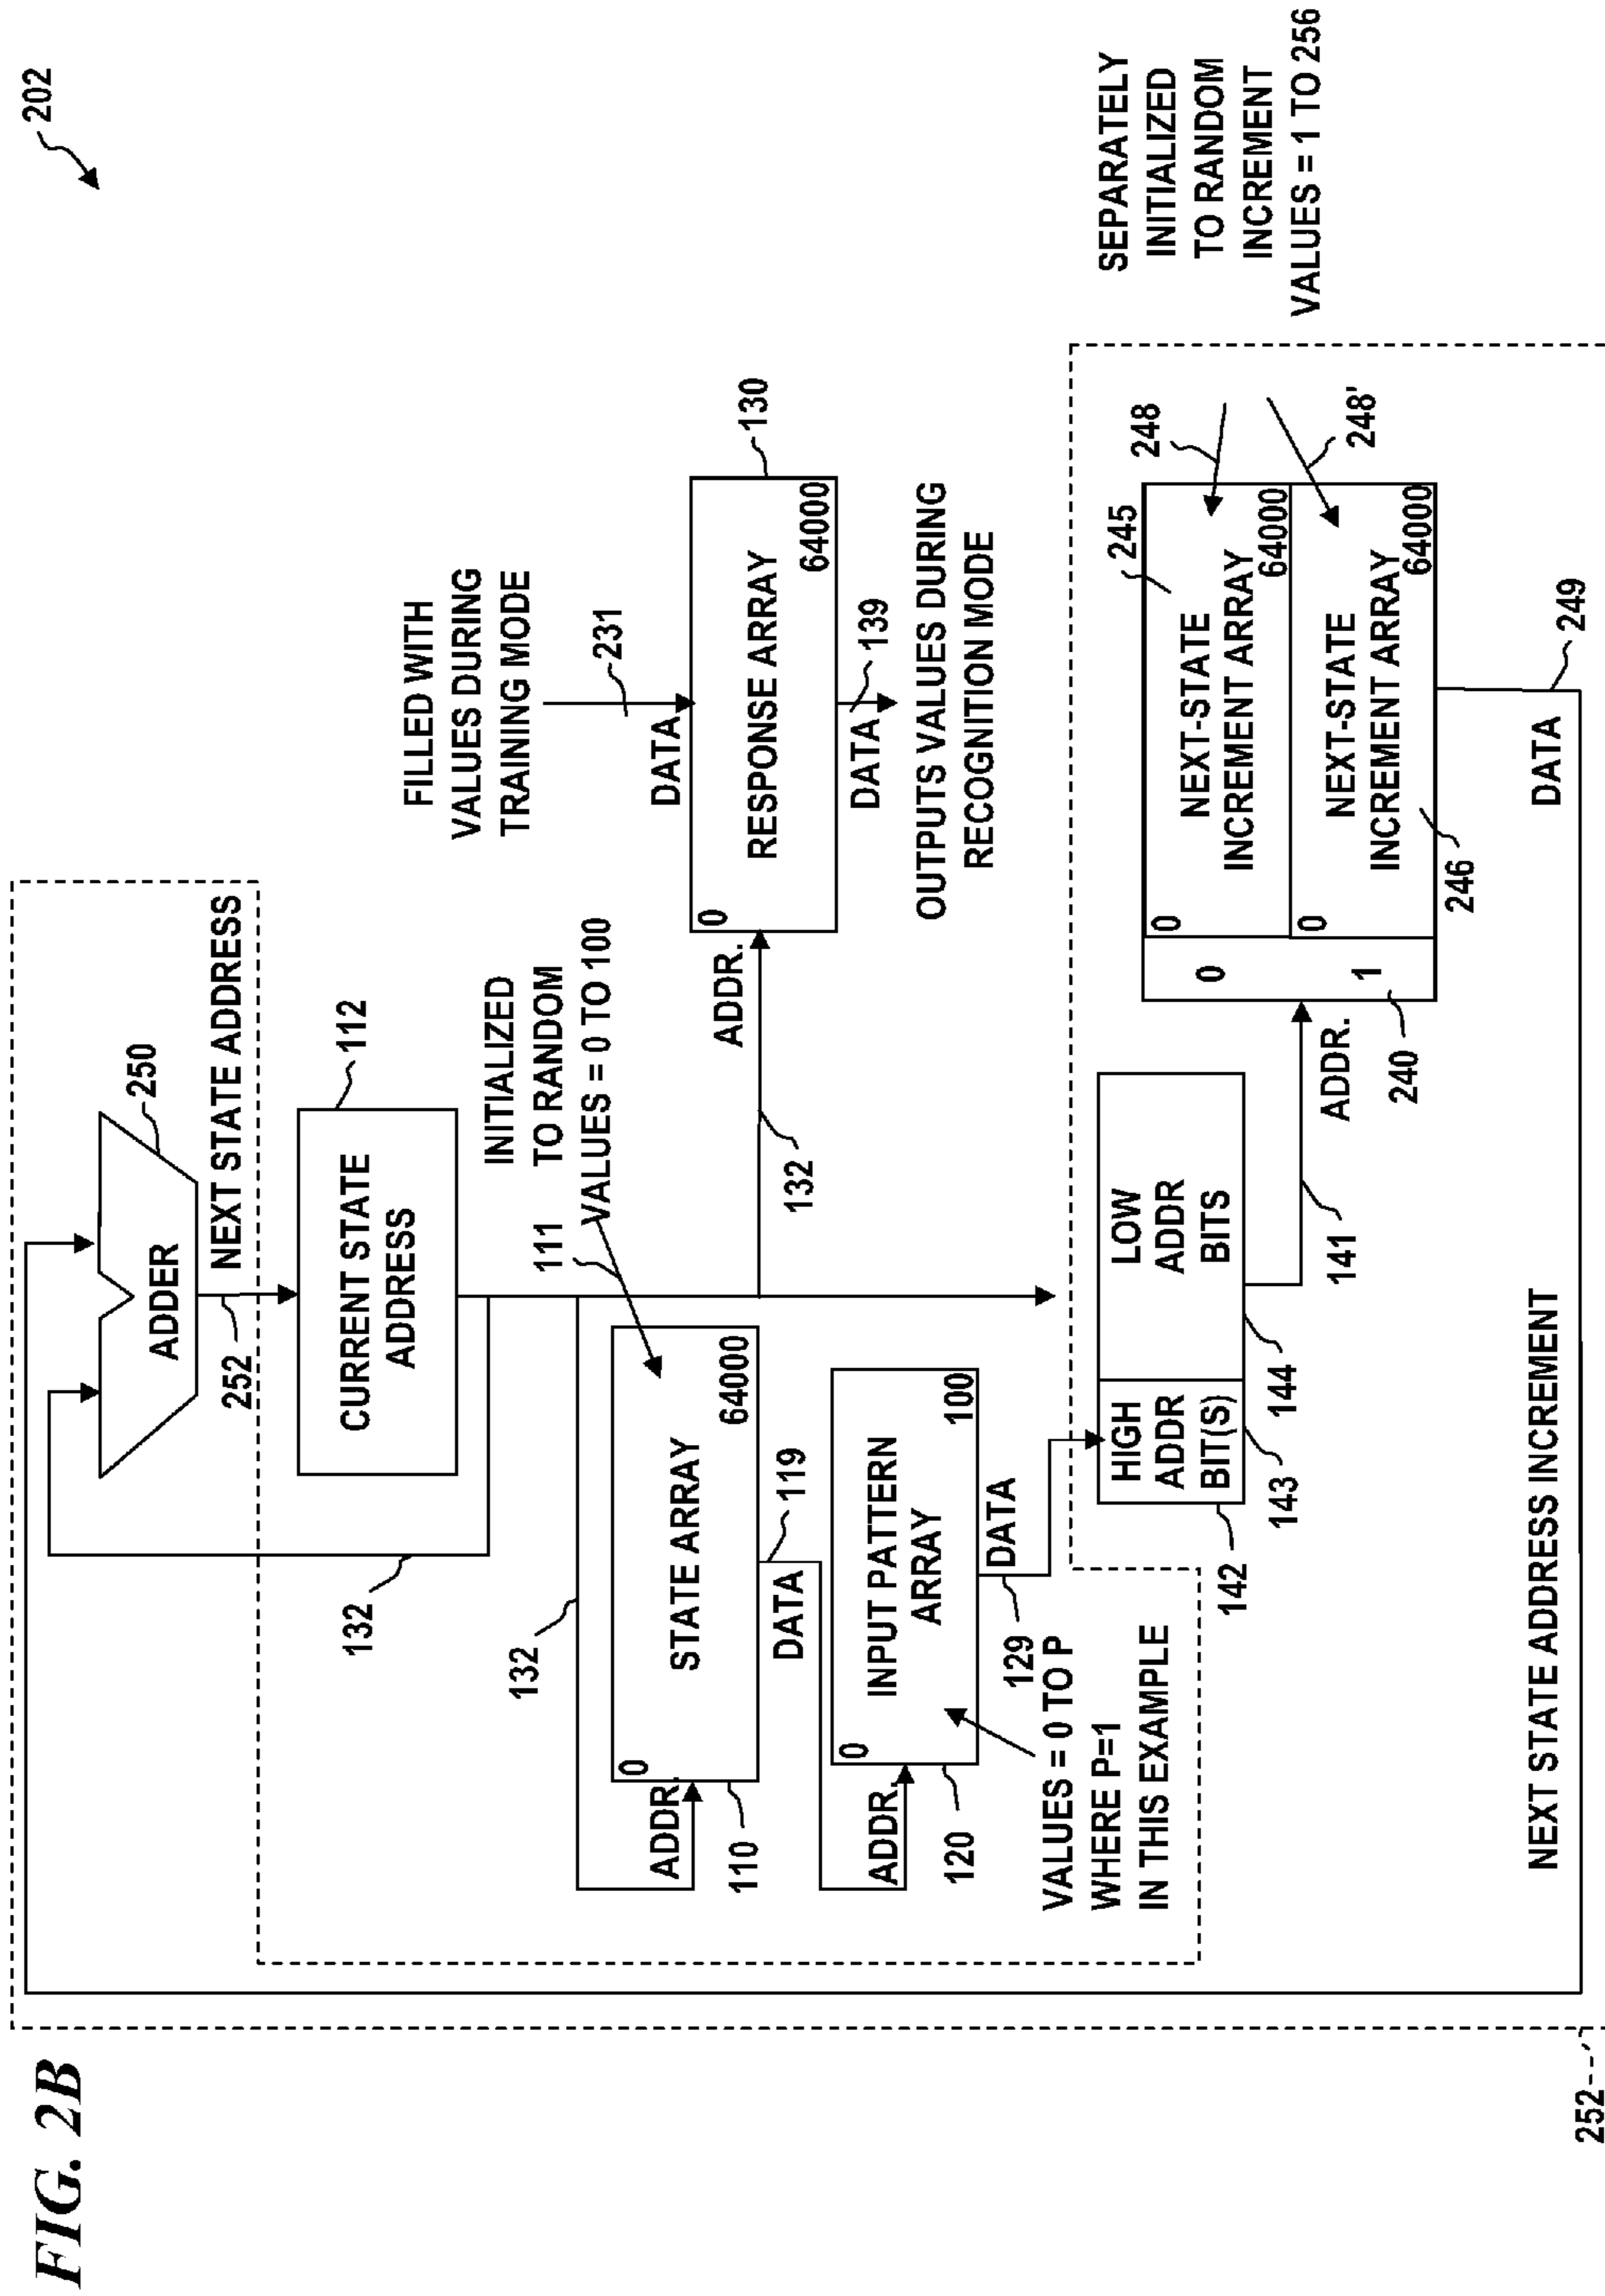 FIG. 2B
202
252
ADDER
250
NEXT STATE ADDRESS
252
CURRENT STATE
ADDRESS
112
132
132
111
INITIALIZED
TO RANDOM
VALUES = 0 TO 100
0
STATE ARRAY
64000
ADDR.
110
DATA
119
0
INPUT PATTERN
ARRAY
100
ADDR.
120
DATA
129
VALUES = 0 TO P
WHERE P=1
IN THIS EXAMPLE
132
ADDR.
FILLED WITH
VALUES DURING
TRAINING MODE
231
DATA
0
RESPONSE ARRAY
64000
130
DATA
139
OUTPUTS VALUES DURING
RECOGNITION MODE
HIGH
ADDR
BIT(S)
LOW
ADDR
BITS
142
143
144
141
ADDR.
240
0
1
0
NEXT-STATE
INCREMENT ARRAY
64000
245
248
0
NEXT-STATE
INCREMENT ARRAY
64000
246
248'
SEPARATELY
INITIALIZED
TO RANDOM
INCREMENT
VALUES = 1 TO 256
DATA
249
NEXT STATE ADDRESS INCREMENT